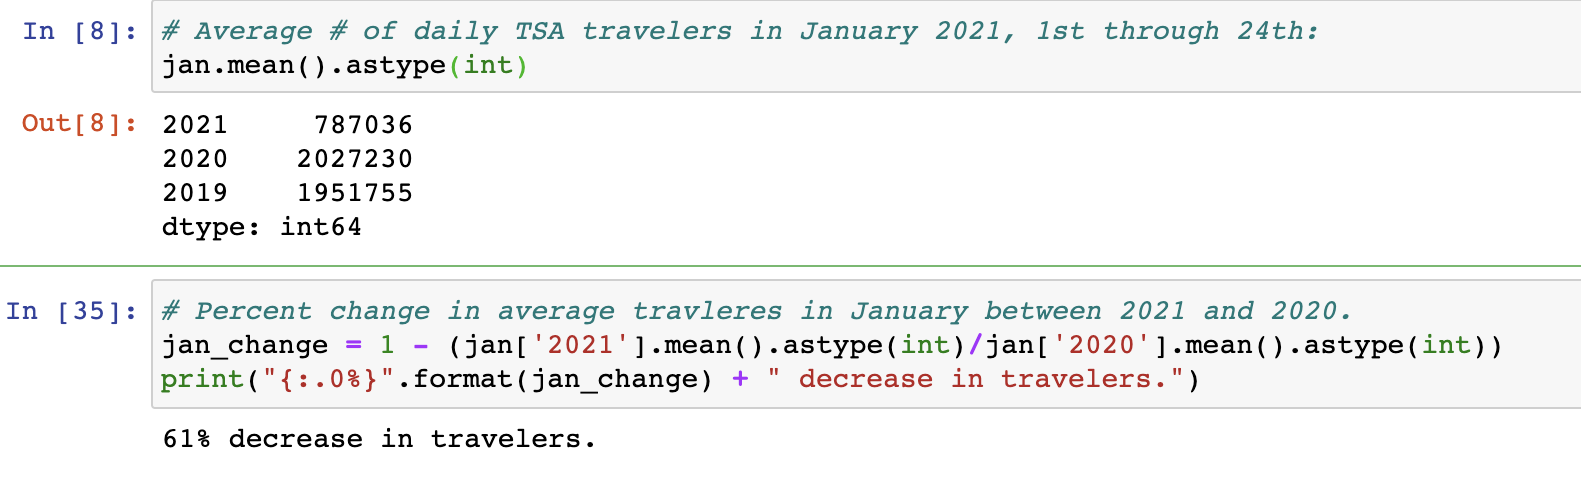 In [8]: # Average # of daily TSA travelers in January 2021, 1st through 24th:
jan.mean().astype(int)
Out[8]: 2021 787036
2020 2027230
2019 1951755
dtype: int64
In [35]: # Percent change in average travleres in January between 2021 and 2020.
jan_change = 1 - (jan['2021'].mean().astype(int)/jan['2020'].mean().astype(int))
print("{:.0%}".format(jan_change) + " decrease in travelers.")
61% decrease in travelers.